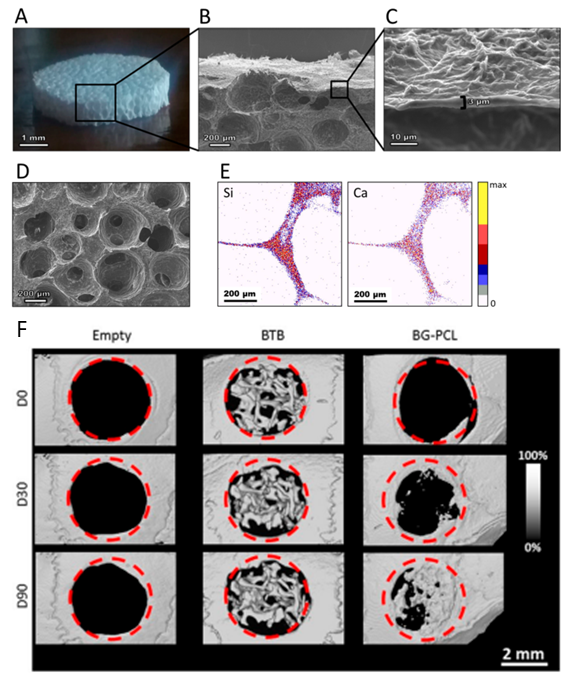 A
B
C
1 mm
200 µm
3 µm
10 µm
D
E
200 µm
Si
Ca
200 µm
200 µm
max
0
F
Empty
BTB
BG-PCL
D0
D30
D90
100%
0%
2 mm